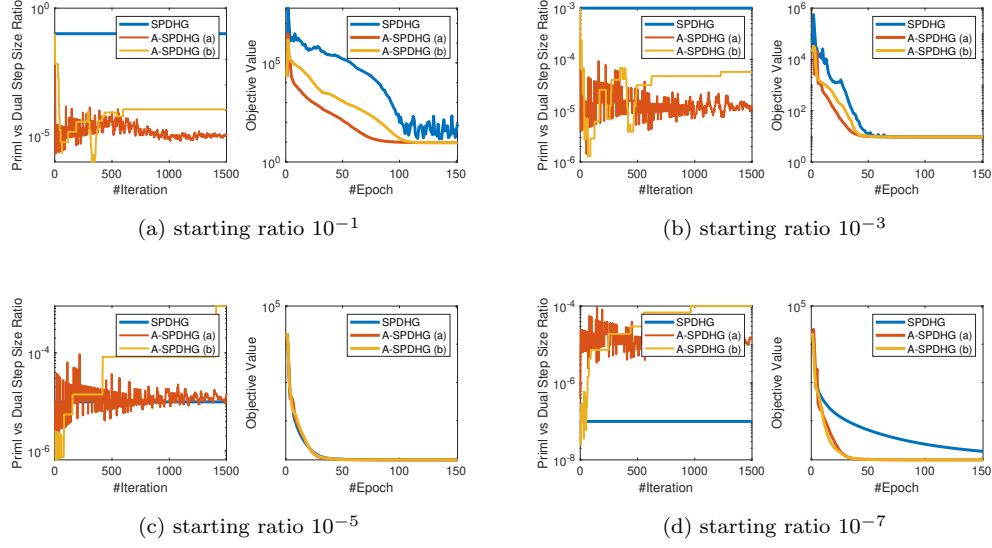 Priml vs Dual Step Size Ratio
10^0
10^-5
SPDHG
A-SPDHG (a)
A-SPDHG (b)
0 500 1000 1500
#Iteration
Objective Value
10^5
10^0
SPDHG
A-SPDHG (a)
A-SPDHG (b)
0 50 100 150
#Epoch
(a) starting ratio 10^−1
Priml vs Dual Step Size Ratio
10^-3
10^-4
10^-5
10^-6
SPDHG
A-SPDHG (a)
A-SPDHG (b)
0 500 1000 1500
#Iteration
Objective Value
10^6
10^4
10^2
10^0
SPDHG
A-SPDHG (a)
A-SPDHG (b)
0 50 100 150
#Epoch
(b) starting ratio 10^−3
Priml vs Dual Step Size Ratio
10^-4
10^-6
SPDHG
A-SPDHG (a)
A-SPDHG (b)
0 500 1000 1500
#Iteration
Objective Value
10^5
SPDHG
A-SPDHG (a)
A-SPDHG (b)
0 50 100 150
#Epoch
(c) starting ratio 10^−5
Priml vs Dual Step Size Ratio
10^-4
10^-6
10^-8
SPDHG
A-SPDHG (a)
A-SPDHG (b)
0 500 1000 1500
#Iteration
Objective Value
10^5
SPDHG
A-SPDHG (a)
A-SPDHG (b)
0 50 100 150
#Epoch
(d) starting ratio 10^−7